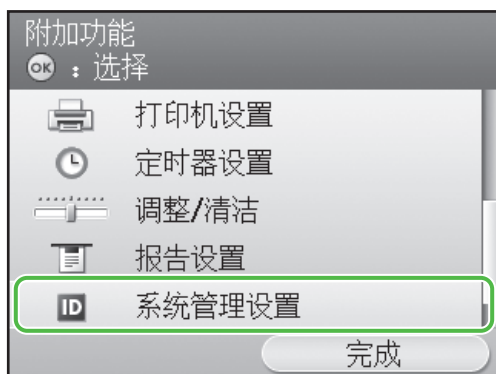 附加功能
OK：选择
打印机设置
定时器设置
调整/清洁
报告设置
ID 系统管理设置
完成